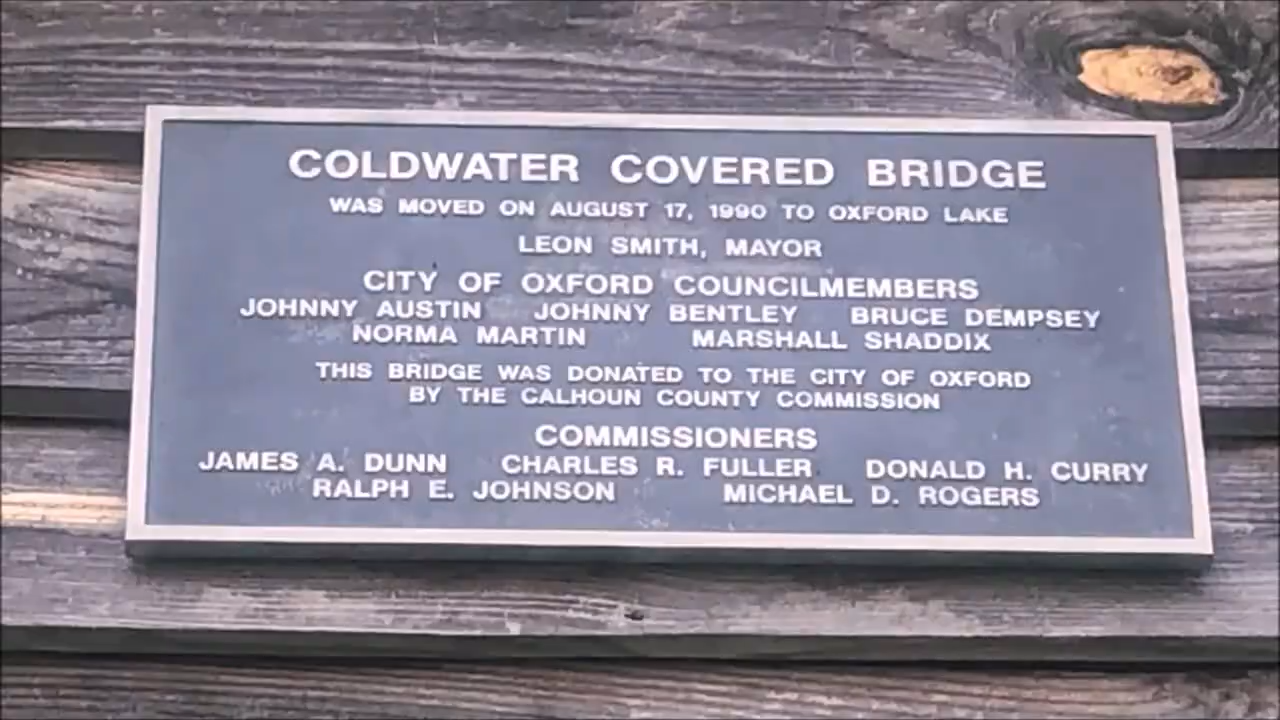 COLDWATER COVERED BRIDGE
WAS MOVED ON AUGUST 17, 1990 TO OXFORD LAKE
LEON SMITH, MAYOR
CITY OF OXFORD COUNCILMEMBERS
JOHNNY AUSTIN JOHNNY BENTLEY BRUCE DEMPSEY
NORMA MARTIN MARSHALL SHADDIX
THIS BRIDGE WAS DONATED TO THE CITY OF OXFORD
BY THE CALHOUN COUNTY COMMISSION
COMMISSIONERS
JAMES A. DUNN CHARLES R. FULLER DONALD H. CURRY
RALPH E. JOHNSON MICHAEL D. ROGERS